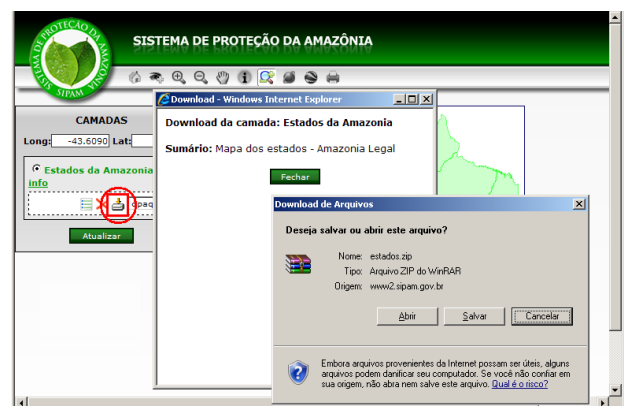 SISTEMA DE PROTEÇÃO DA AMAZÔNIA
SISTEMA DE PROTEÇÃO DA AMAZÔNIA
SIPAM
CAMADAS
Long: -43.6090 Lat:
Estados da Amazonia
info
opaq
Atualizar
Download - Windows Internet Explorer
Download da camada: Estados da Amazonia
Sumário: Mapa dos estados - Amazonia Legal
Fechar
Download de Arquivos
Deseja salvar ou abrir este arquivo?
Nome: estados.zip
Tipo: Arquivo ZIP do WinRAR
Origem: www2.sipam.gov.br
Abrir Salvar Cancelar
Embora arquivos provenientes da Internet possam ser úteis, alguns
arquivos podem danificar seu computador. Se você não confiar em
sua origem, não abra nem salve este arquivo. Qual é o risco?